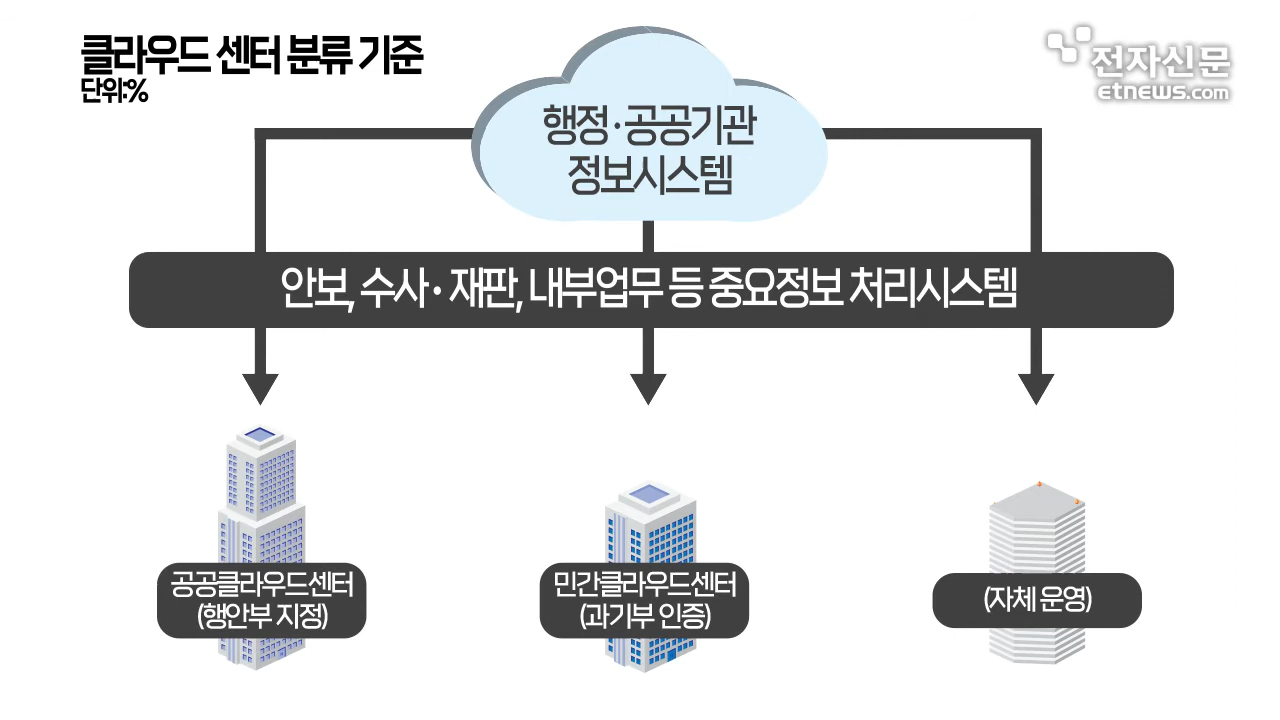 클라우드 센터 분류 기준
단위:%
전자신문
etnews.com
행정·공공기관
정보시스템
안보, 수사· 재판, 내부업무 등 중요정보 처리시스템
공공클라우드센터
(행안부 지정)
민간클라우드센터
(과기부 인증)
(자체 운영)